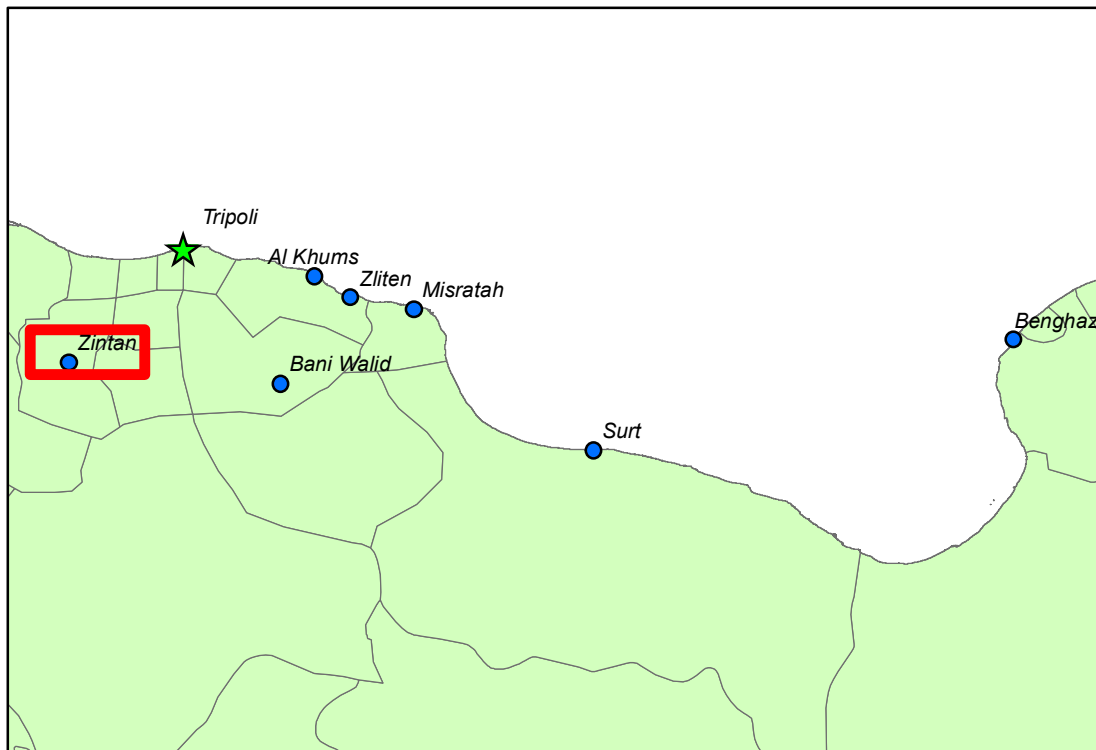 Tripoli
Al Khums
Zliten
Misratah
Zintan
Bani Walid
Benghaz
Surt